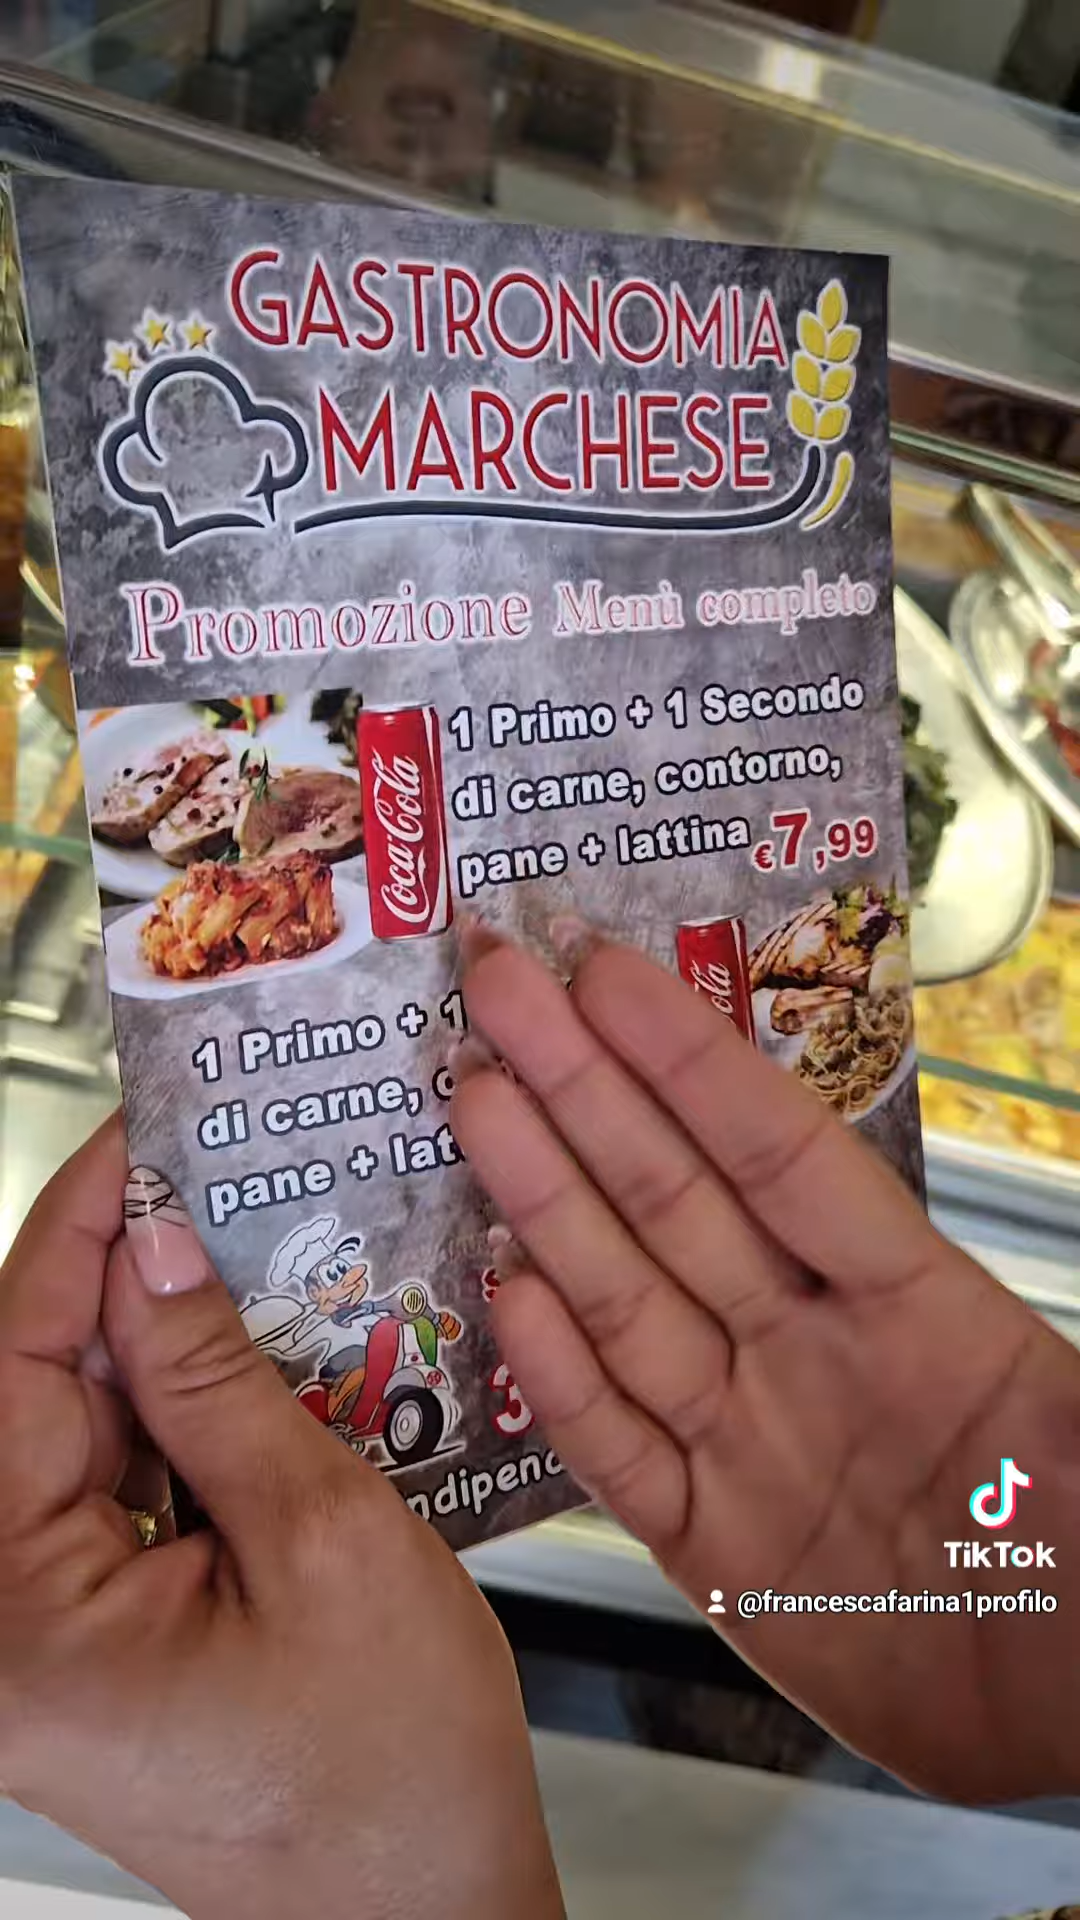 GASTRONOMIA
MARCHESE
Promozione Menù completo
1 Primo + 1 Secondo
di carne, contorno,
pane + lattina €7,99
Coca-Cola
1 Primo + 1
di carne,
pane +
TikTok
@francescafarina1profilo